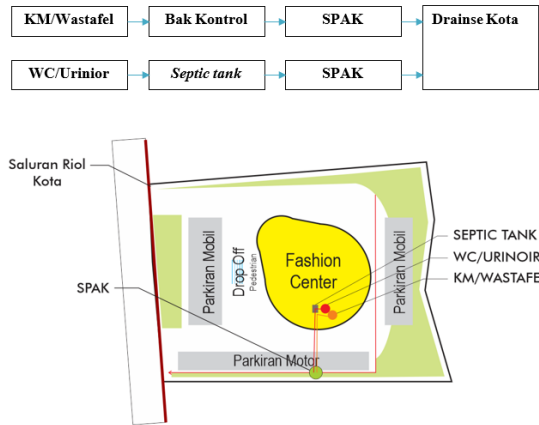 KM/Wastafel
Bak Kontrol
SPAK
Drainse Kota
WC/Urinior
Septic tank
SPAK
Saluran Riol
Kota
SPAK
Parkiran Mobil
Drop Off
Pedestrian
Fashion
Center
Parkiran Mobil
Parkiran Motor
SEPTIC TANK
WC/URINOIR
KM/WASTAFE